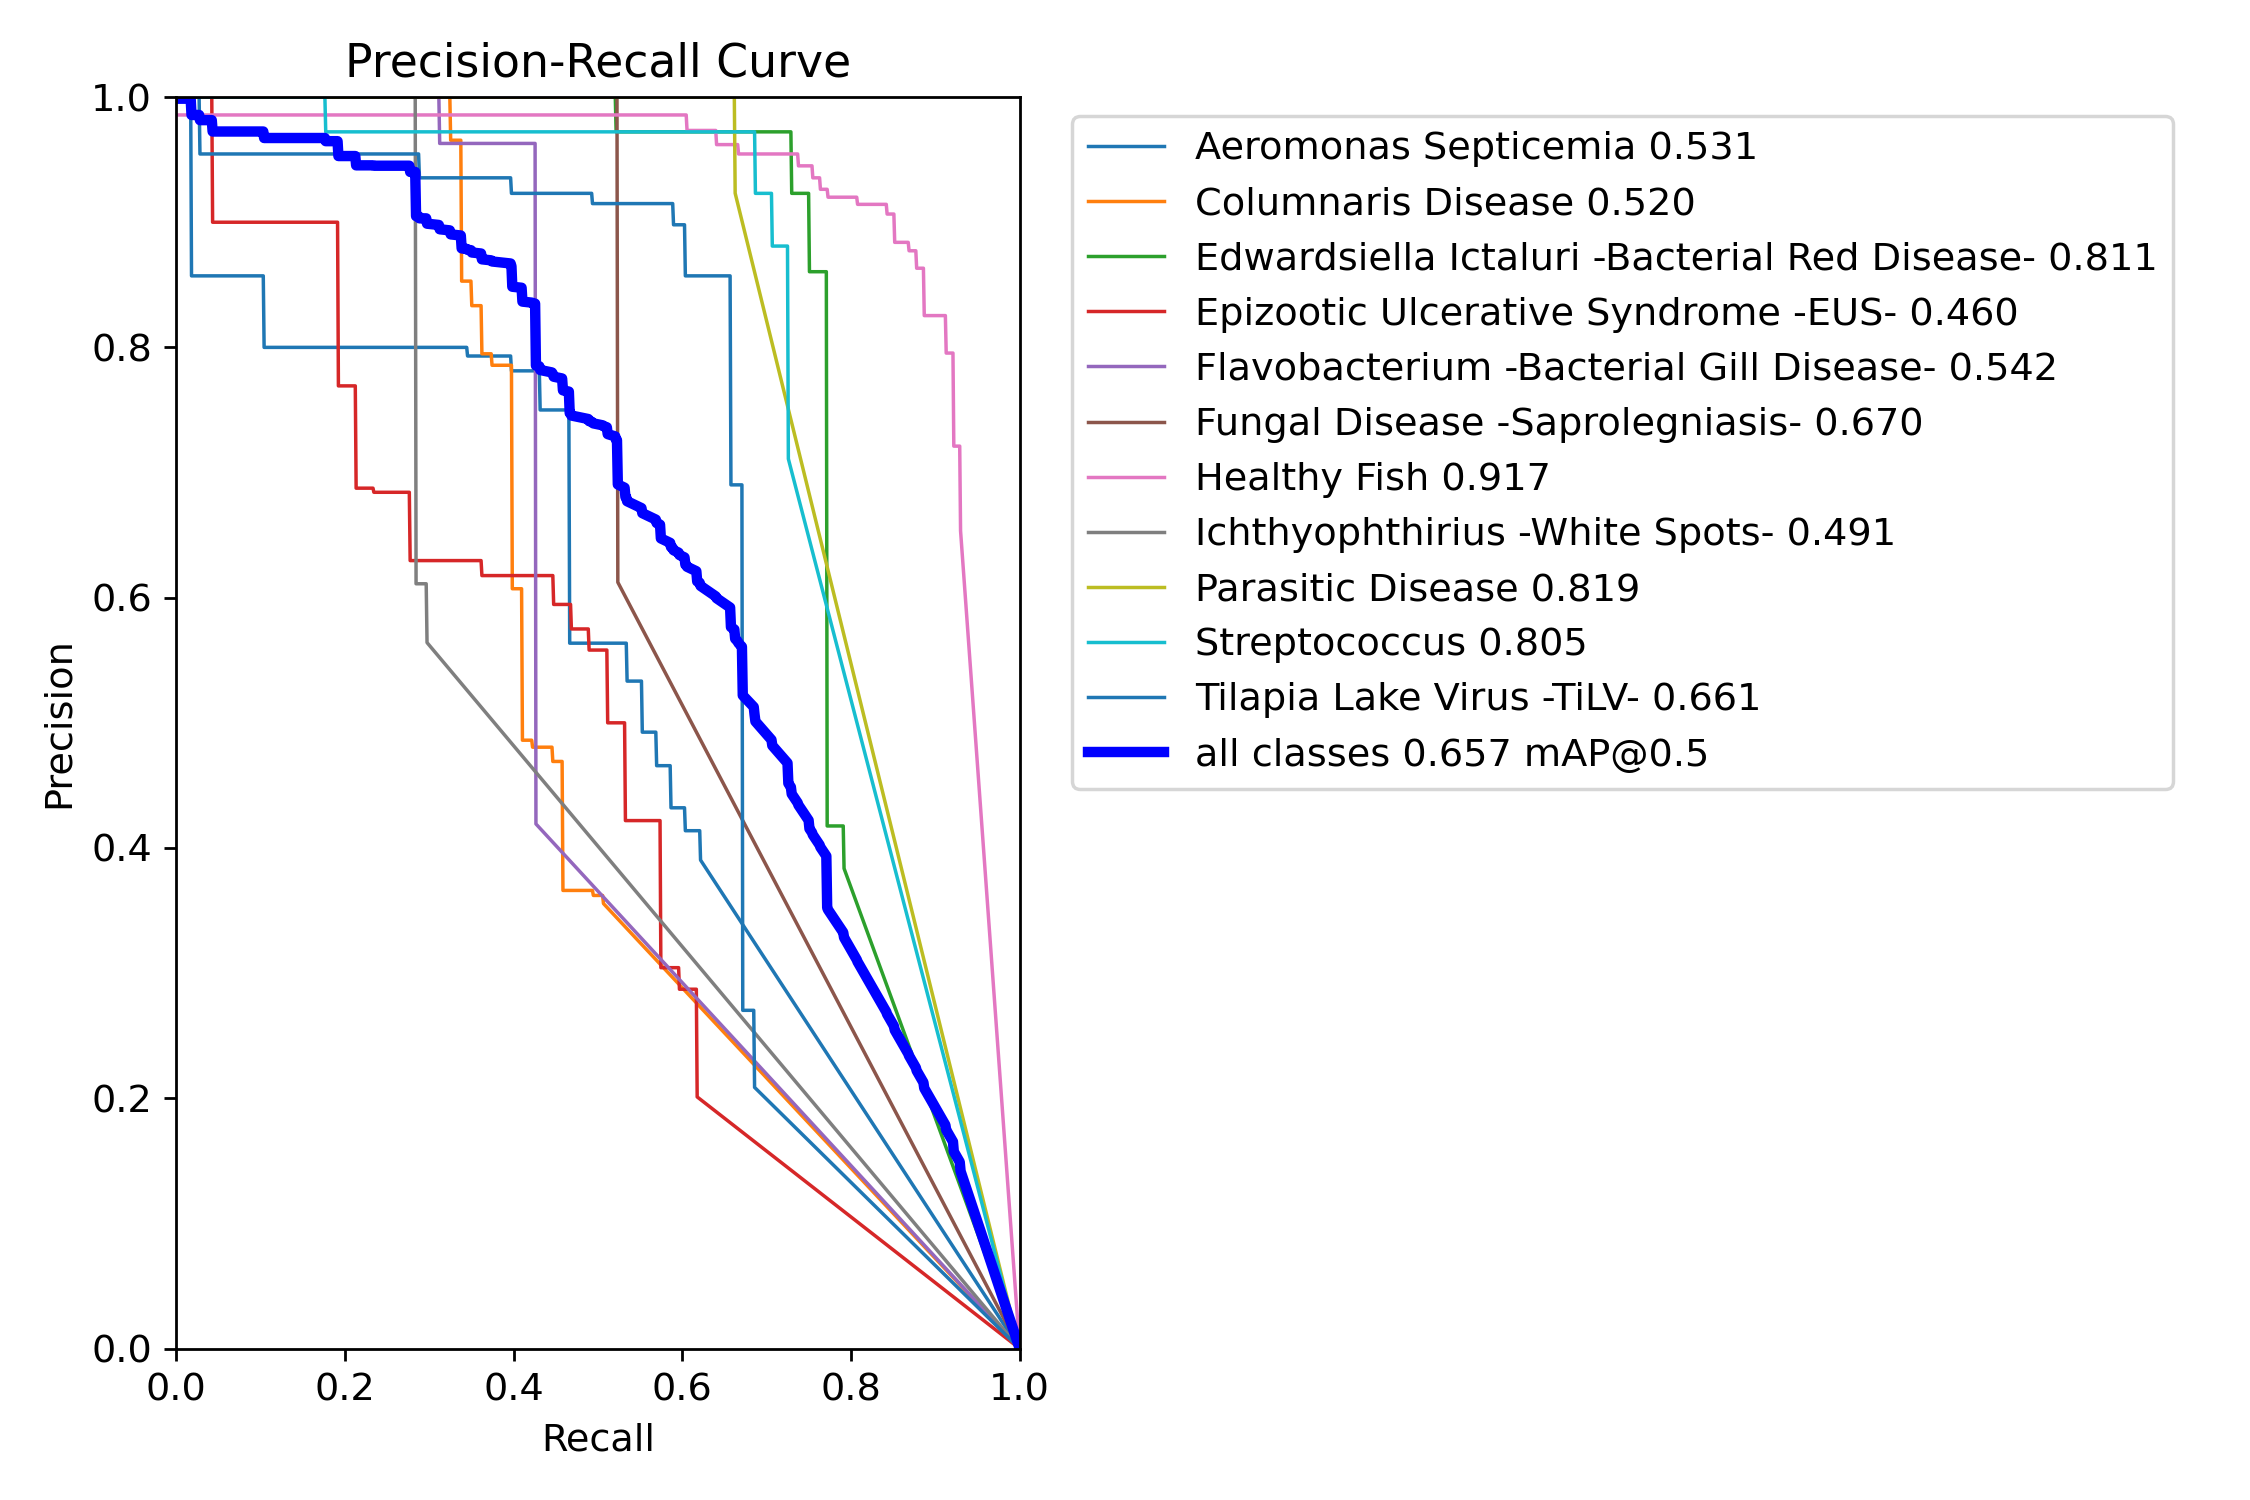 Precision-Recall Curve
1.0
0.8
0.6
0.4
0.2
0.0
Precision
0.0 0.2 0.4 0.6 0.8 1.0
Recall
Aeromonas Septicemia 0.531
Columnaris Disease 0.520
Edwardsiella Ictaluri -Bacterial Red Disease- 0.811
Epizootic Ulcerative Syndrome -EUS- 0.460
Flavobacterium -Bacterial Gill Disease- 0.542
Fungal Disease -Saprolegniasis- 0.670
Healthy Fish 0.917
Ichthyophthirius -White Spots- 0.491
Parasitic Disease 0.819
Streptococcus 0.805
Tilapia Lake Virus -TiLV- 0.661
all classes 0.657 mAP@0.5